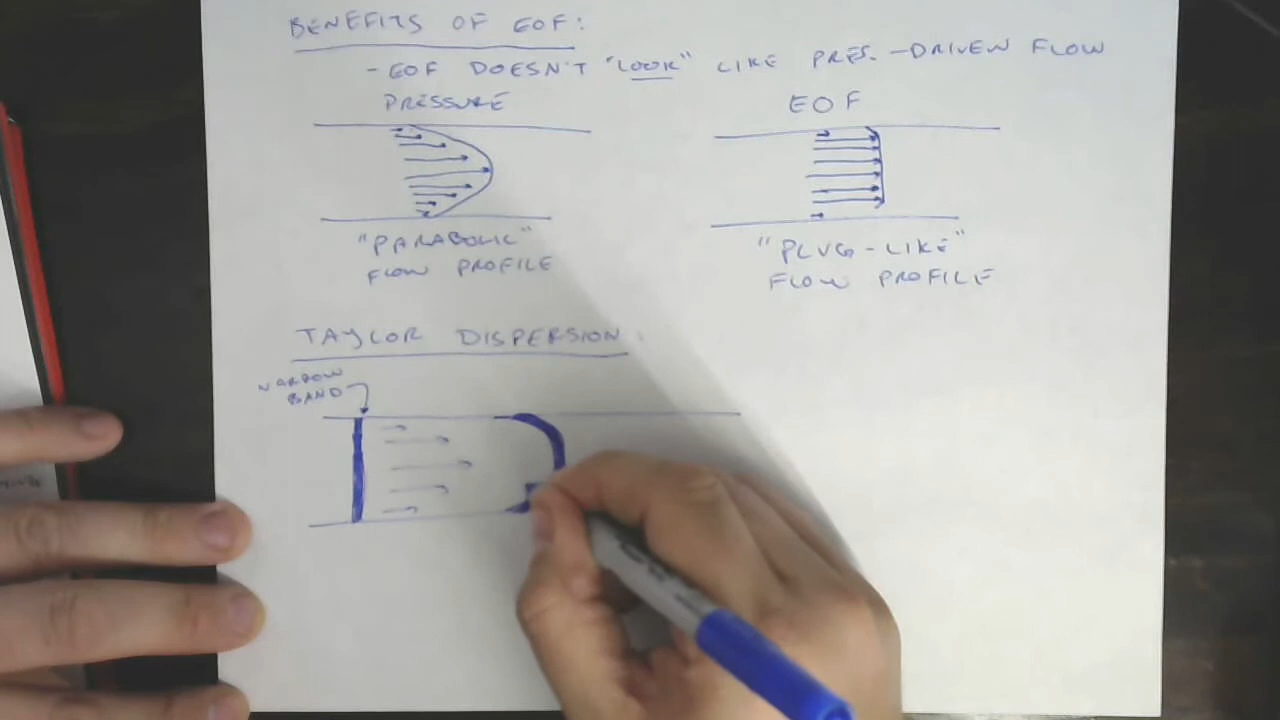 BENEFITS OF EOF:
- EOF DOESN'T "LOOK" LIKE PRES. - DRIVEN FLOW
PRESSURE
EOF
"PARABOLIC"
FLOW PROFILE
"PLUG-LIKE"
FLOW PROFILE
TAYLOR DISPERSION:
NARROW
BAND